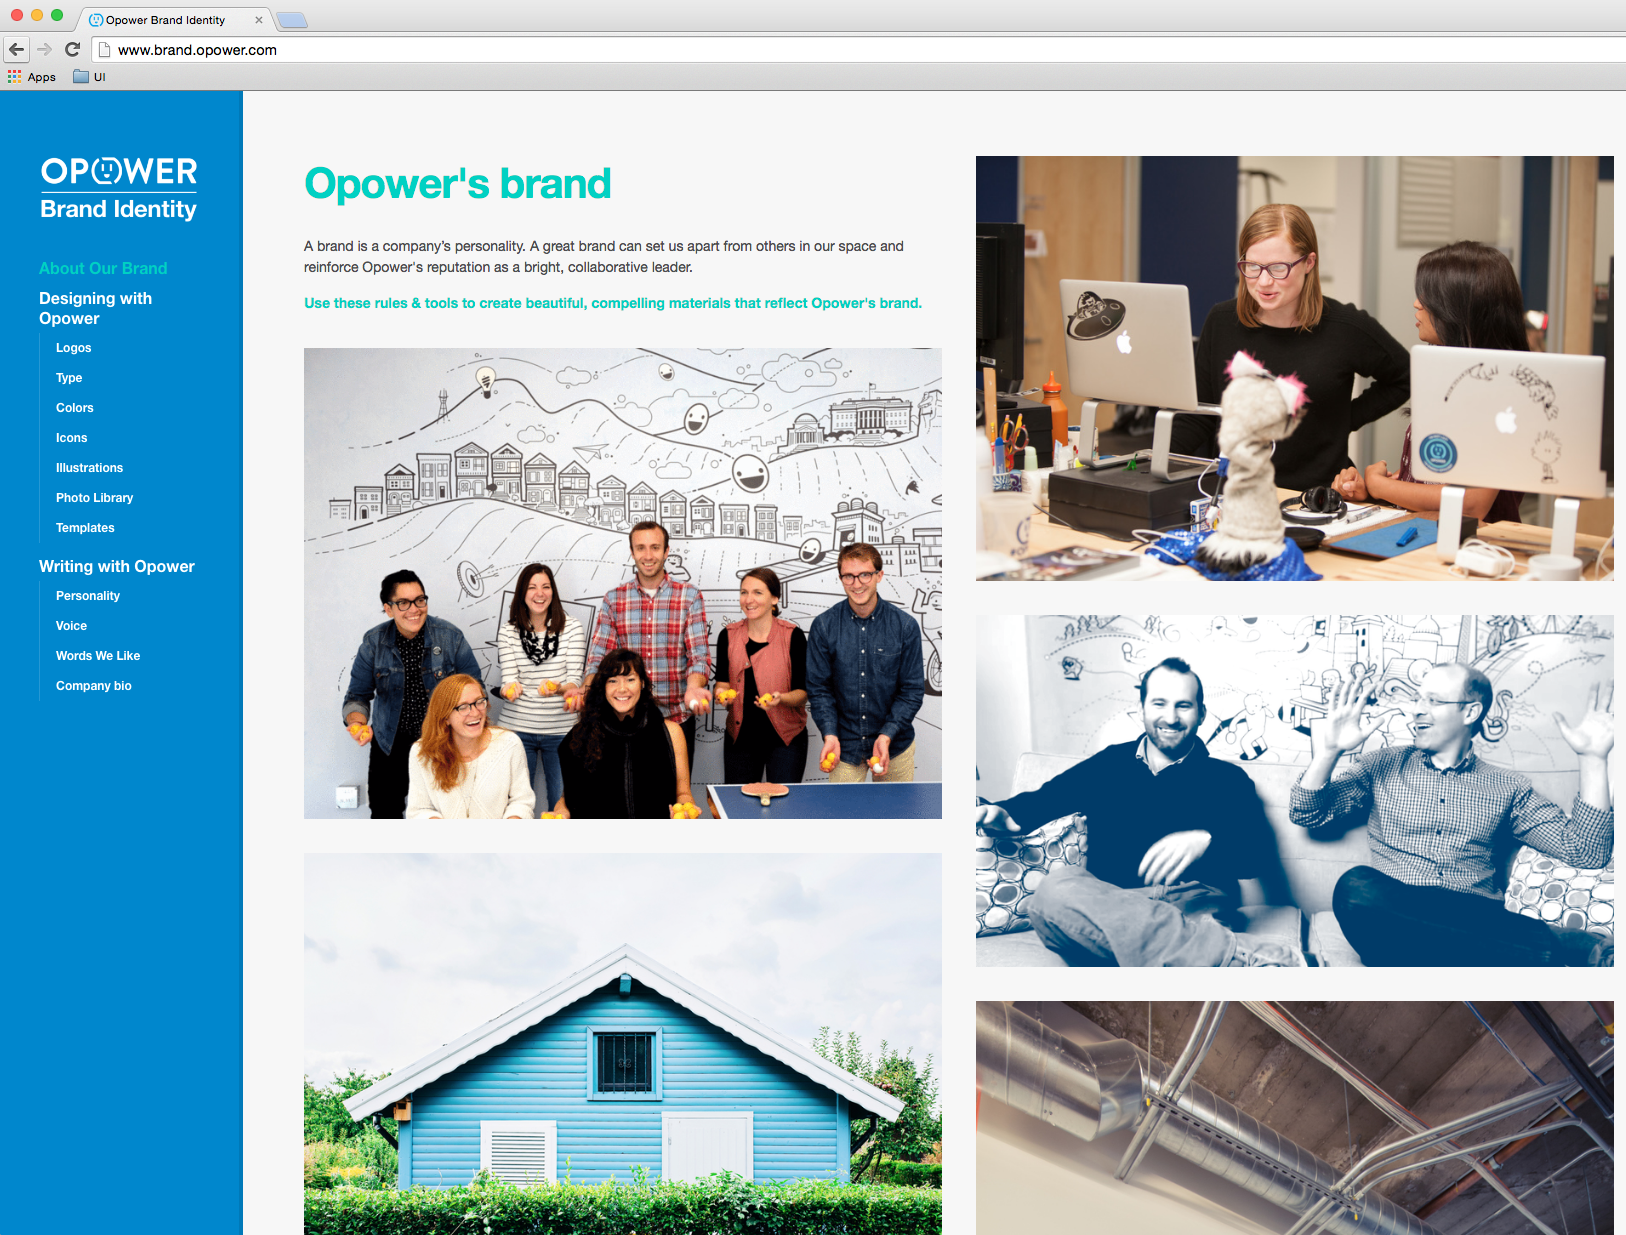 Opower Brand Identity
www.brand.opower.com
Apps
UI
OPOWER
Brand Identity
About Our Brand
Designing with
Opower
Logos
Type
Colors
Icons
Illustrations
Photo Library
Templates
Writing with Opower
Personality
Voice
Words We Like
Company bio
Opower's brand
A brand is a company’s personality. A great brand can set us apart from others in our space and
reinforce Opower's reputation as a bright, collaborative leader.
Use these rules & tools to create beautiful, compelling materials that reflect Opower's brand.